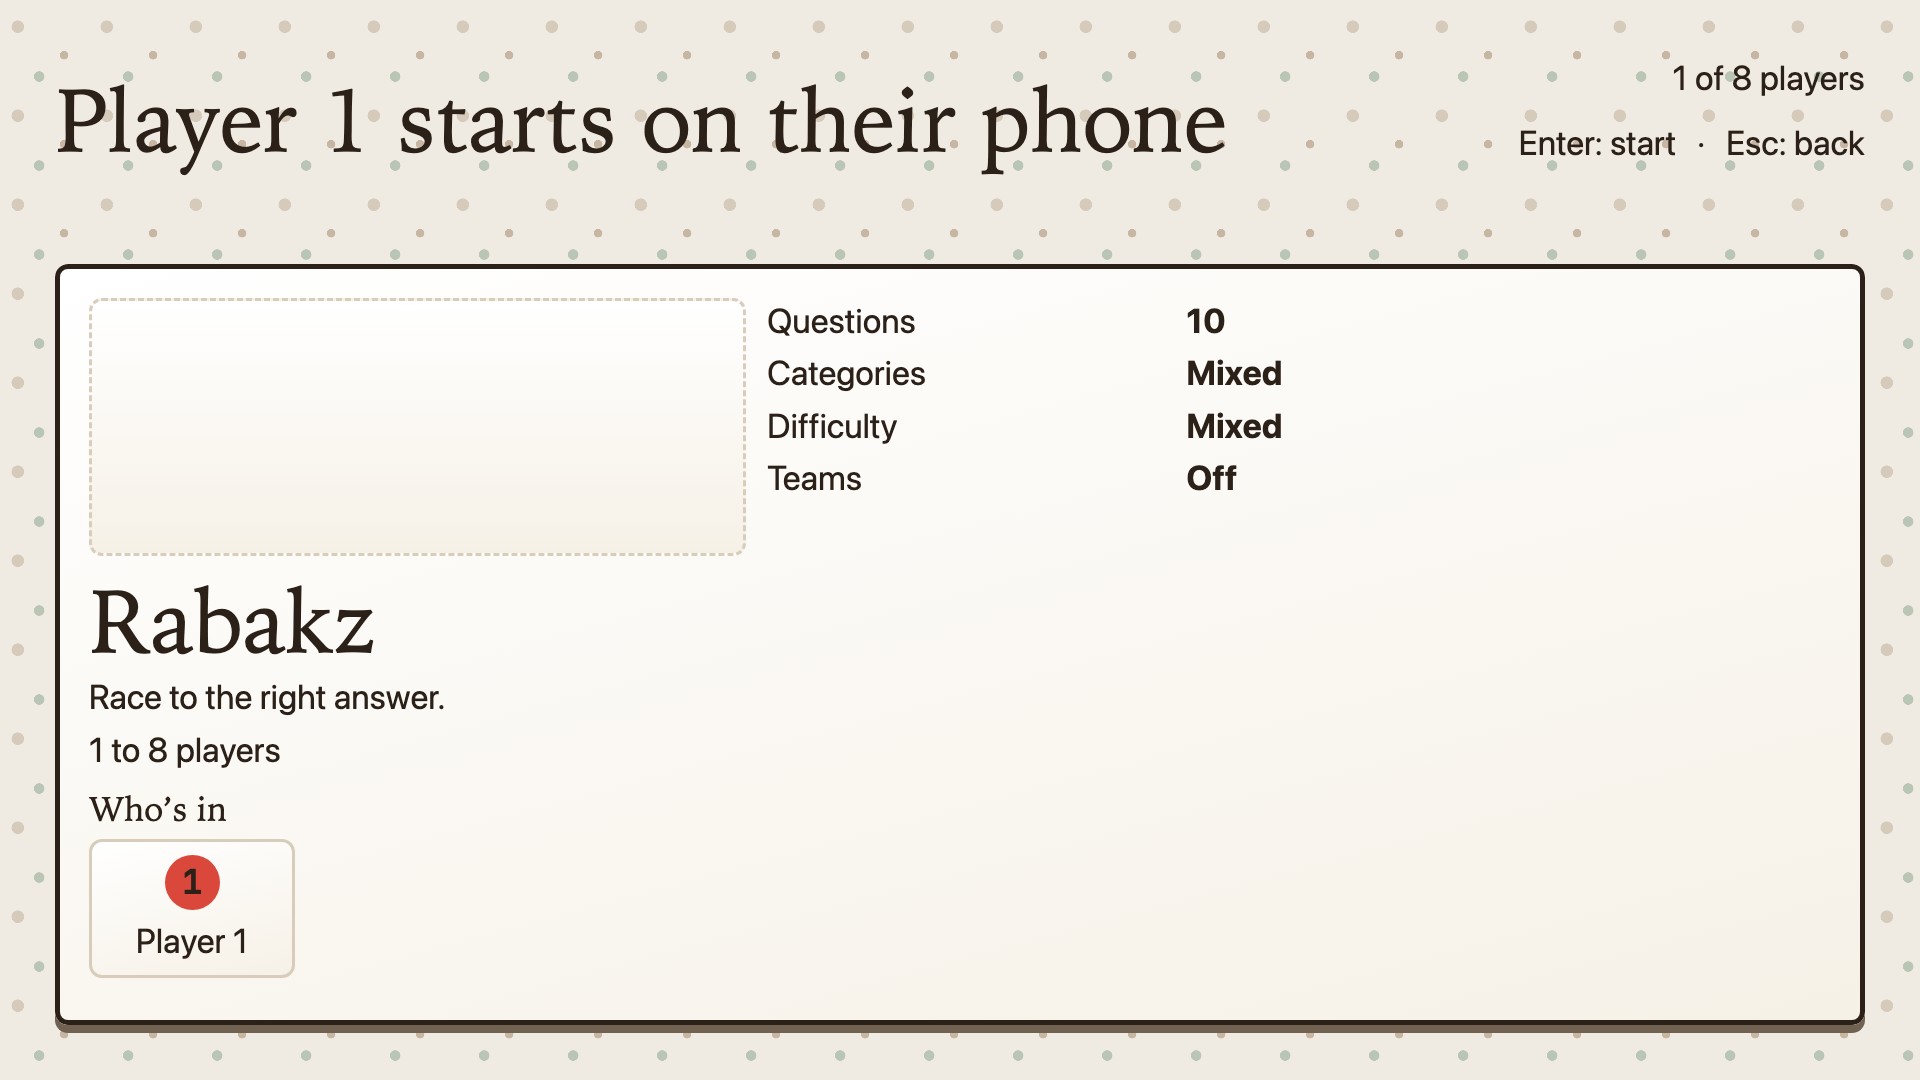 Player 1 starts on their phone
1 of 8 players
Enter: start · Esc: back
Questions 10
Categories Mixed
Difficulty Mixed
Teams Off
Rabakz
Race to the right answer.
1 to 8 players
Who’s in
1
Player 1